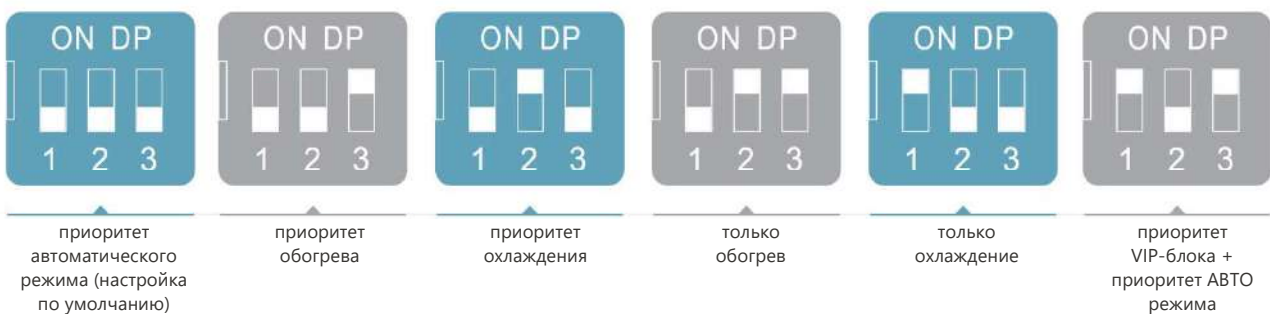 ON DP
1 2 3
приоритет
автоматического
режима (настройка
по умолчанию)
ON DP
1 2 3
приоритет
обогрева
ON DP
1 2 3
приоритет
охлаждения
ON DP
1 2 3
только
обогрев
ON DP
1 2 3
только
охлаждение
ON DP
1 2 3
приоритет
VIP-блока +
приоритет АВТО
режима